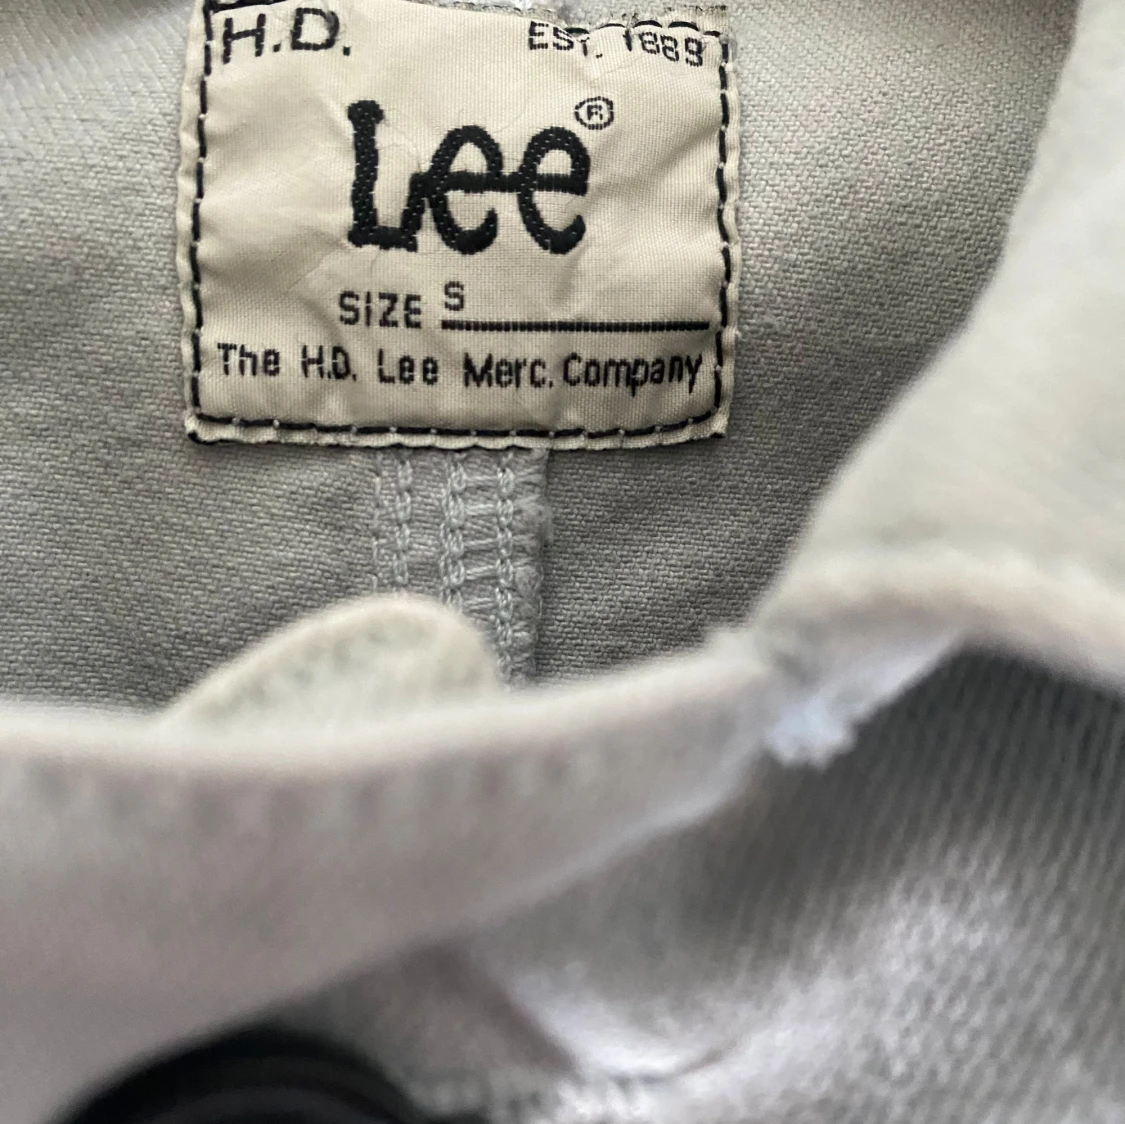 H.D. EST. 1889
Lee®
SIZE S
The H.D. Lee Merc. Company